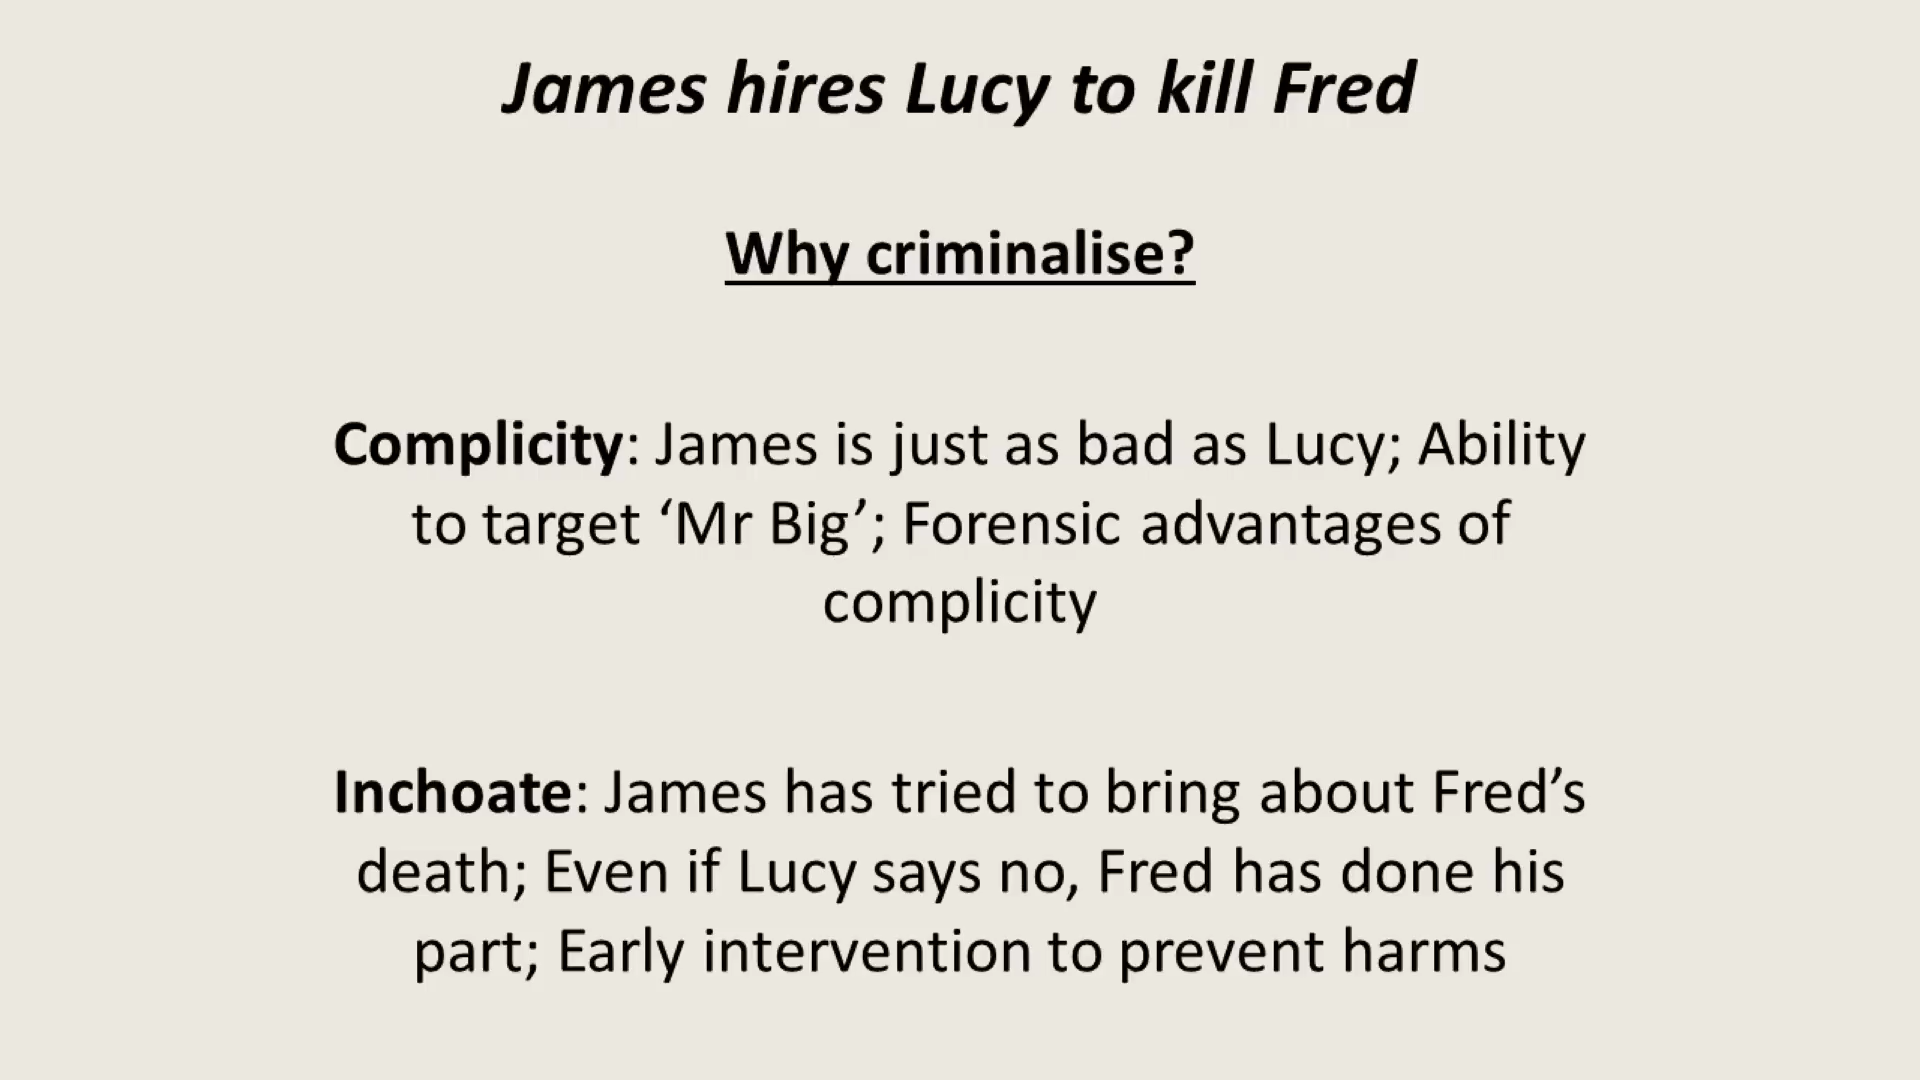 James hires Lucy to kill Fred
Why criminalise?
Complicity: James is just as bad as Lucy; Ability
to target ‘Mr Big’; Forensic advantages of
complicity
Inchoate: James has tried to bring about Fred’s
death; Even if Lucy says no, Fred has done his
part; Early intervention to prevent harms